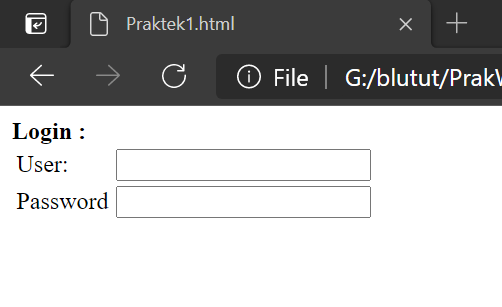 Praktek1.html
File | G:/blutut/PrakW
Login :
User:
Password